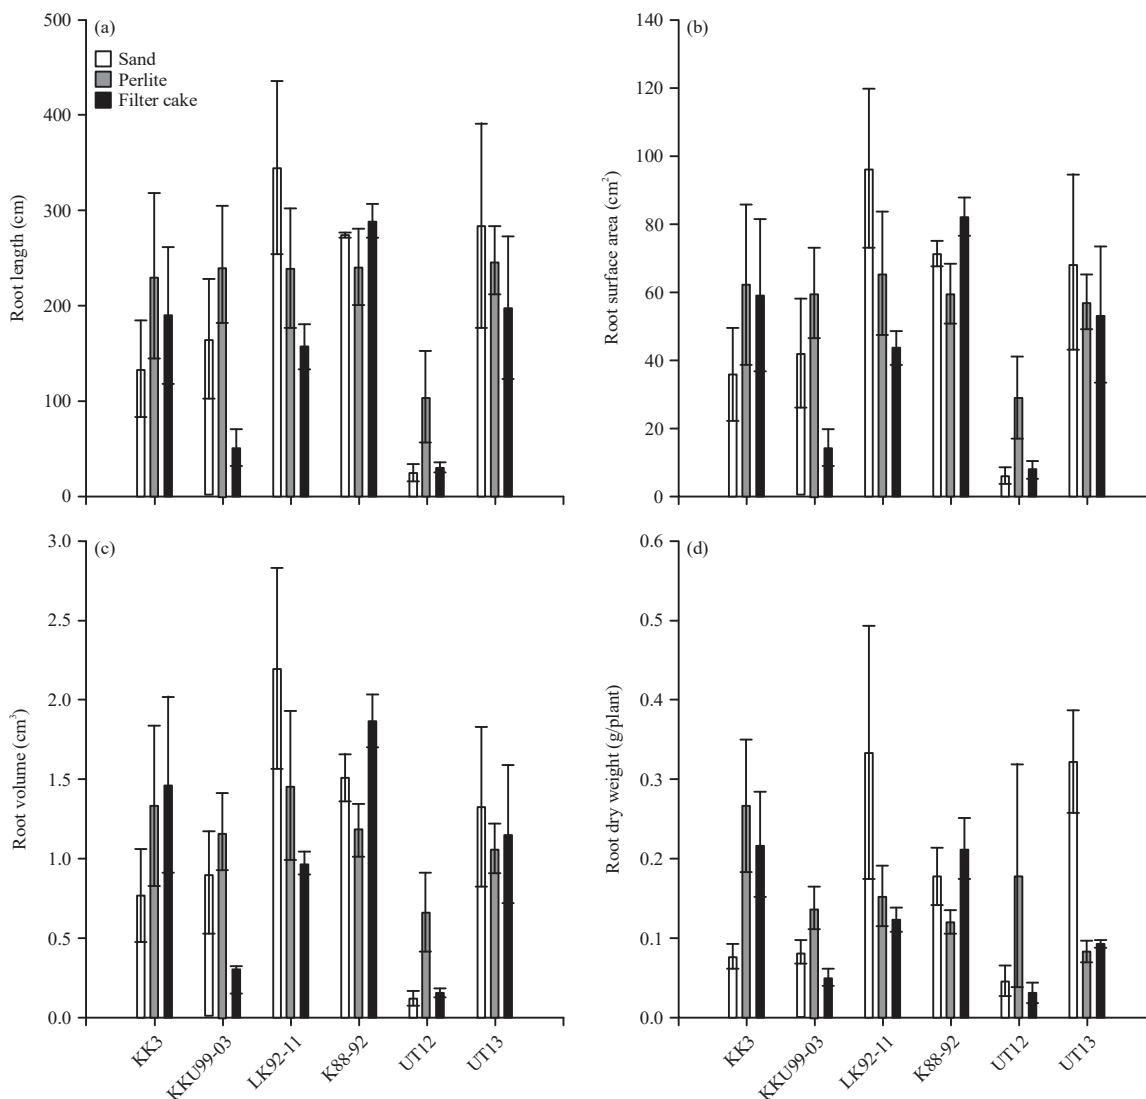 (a)
Sand
Perlite
Filter cake
Root length (cm)
500
400
300
200
100
0
(b)
Root surface area (cm²)
140
120
100
80
60
40
20
0
(c)
Root volume (cm³)
3.0
2.5
2.0
1.5
1.0
0.5
0.0
KK3
KKU99-03
LK92-11
K88-92
UT12
UT13
(d)
Root dry weight (g/plant)
0.6
0.5
0.4
0.3
0.2
0.1
0.0
KK3
KKU99-03
LK92-11
K88-92
UT12
UT13